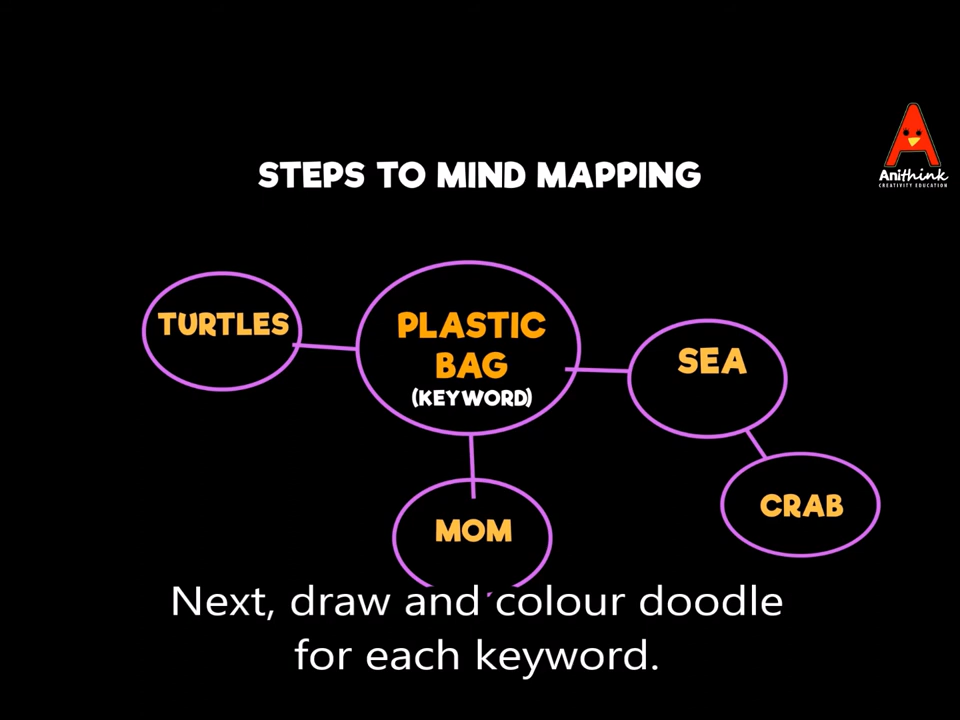 STEPS TO MIND MAPPING
Anithink
CREATIVITY EDUCATION
TURTLES
PLASTIC
BAG
(KEYWORD)
SEA
CRAB
MOM
Next, draw and colour doodle
for each keyword.